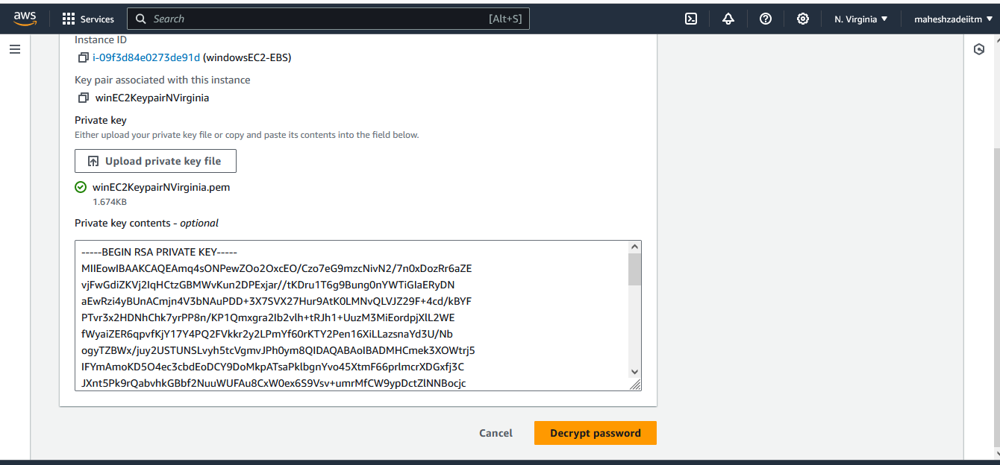 aws
Services
Search
[Alt+S]
N. Virginia
maheshzadeiitm
Instance ID
i-09f3d84e0273de91d (windowsEC2-EBS)
Key pair associated with this instance
winEC2KeypairNVirginia
Private key
Either upload your private key file or copy and paste its contents into the field below.
Upload private key file
winEC2KeypairNVirginia.pem
1.674KB
Private key contents - optional
-----BEGIN RSA PRIVATE KEY-----
MIIEowIBAAKCAQEAmq4sONPewZOo2OxcEO/Czo7eG9mzcNivN2/7n0xDozRr6aZE
vjFwGdiZKVj2IqHCtzGBMWvKun2DPExjar//tKDru1T6g9Bung0nYWTiGIaERyDN
aEwRzi4yBUnACmjn4V3bNAuPDD+3X7SVX27Hur9AtK0LMNvQLVJZ29F+4cd/kBYF
PTvr3x2HDNhChk7yrPP8n/KP1Qmxgra2Ib2vlh+tRJh1+UuzM3MiEordpjXlL2WE
fWyaiZER6qpvfKjY17Y4PQ2FVkkr2y2LPmYf60rKTY2Pen16XiLLazsnaYd3U/Nb
ogyTZBWx/juy2USTUNSLvyh5tcVgmvJPh0ym8QIDAQABAoIBADMHCmek3XOWtrj5
IFYmAmoKD5O4ec3cbdEoDCY9DoMkpATsaPklbgnYvo45XtmF66prlmcrXDGxfj3C
JXnt5Pk9rQabvhkGBbf2NuuWUFAu8CxW0ex6S9Vsv+umrMfCW9ypDctZlNNBocjc
Cancel
Decrypt password